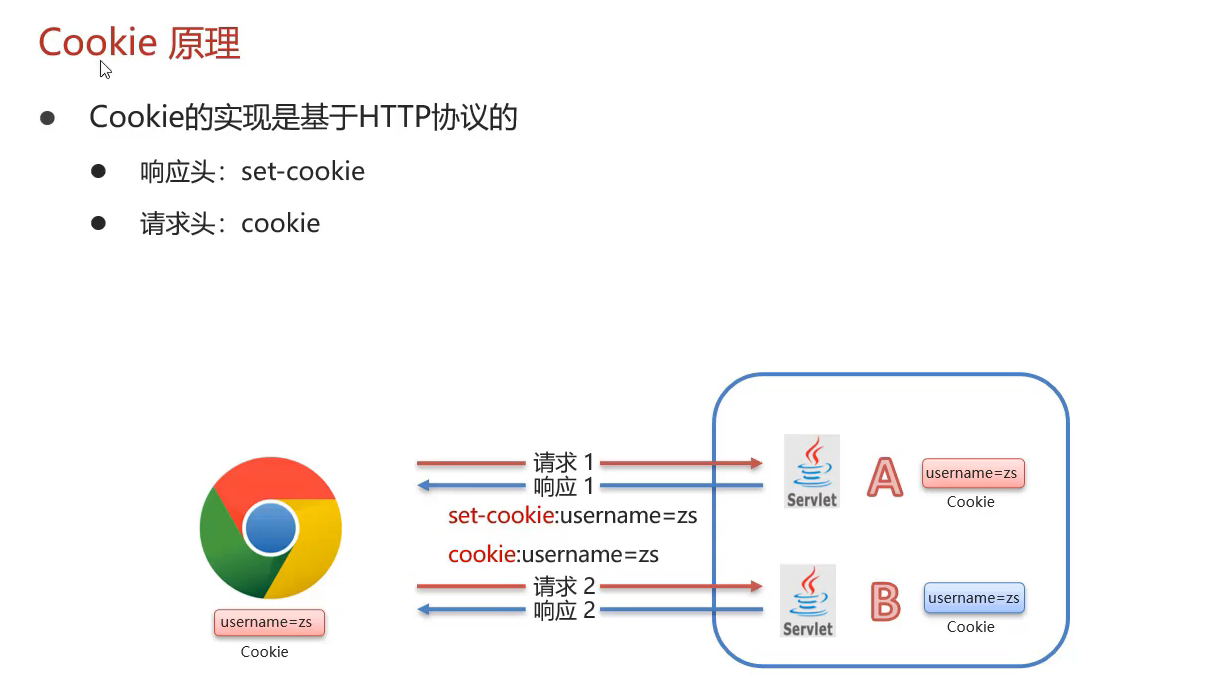 Cookie 原理
Cookie的实现是基于HTTP协议的
响应头：set-cookie
请求头：cookie
请求 1
响应 1
set-cookie:username=zs
cookie:username=zs
请求 2
响应 2
username=zs
Cookie
Servlet
A
username=zs
Cookie
Servlet
B
username=zs
Cookie